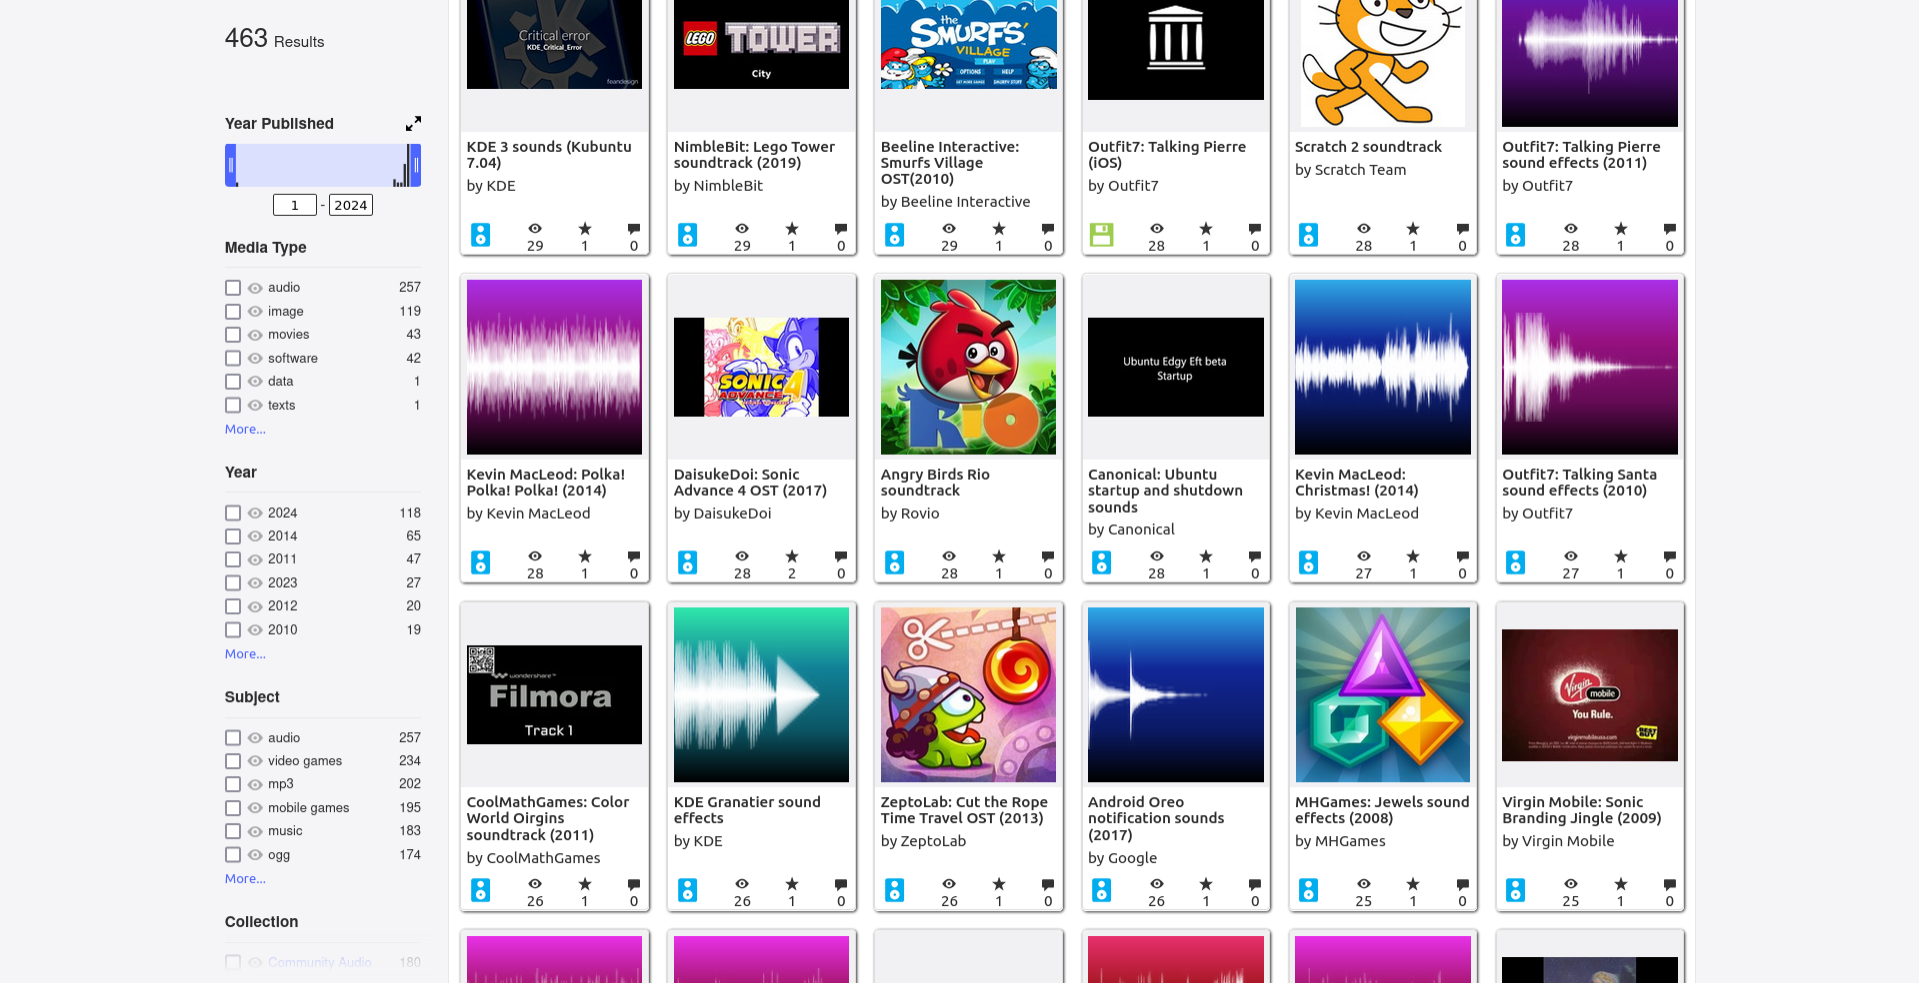 463 Results
Year Published
1 - 2024
Media Type
audio 257
image 119
movies 43
software 42
data 1
texts 1
More...
Year
2024 118
2014 65
2011 47
2023 27
2012 20
2010 19
More...
Subject
audio 257
video games 234
mp3 202
mobile games 195
music 183
ogg 174
More...
Collection
Community Audio 180
Critical error
KDE_Critical_Error
feandesign
KDE 3 sounds (Kubuntu
7.04)
by KDE
29 1 0
LEGO TOWER
City
NimbleBit: Lego Tower
soundtrack (2019)
by NimbleBit
29 1 0
the
SMURFS'
VILLAGE
PLAY
OPTIONS HELP
GET MORE GAMES SMURFY STUFF
Beeline Interactive:
Smurfs Village
OST(2010)
by Beeline Interactive
29 1 0
Outfit7: Talking Pierre
(iOS)
by Outfit7
28 1 0
Scratch 2 soundtrack
by Scratch Team
28 1 0
Outfit7: Talking Pierre
sound effects (2011)
by Outfit7
28 1 0
Kevin MacLeod: Polka!
Polka! Polka! (2014)
by Kevin MacLeod
28 1 0
SONIC
ADVANCE 4
DaisukeDoi: Sonic
Advance 4 OST (2017)
by DaisukeDoi
28 2 0
RIO
Angry Birds Rio
soundtrack
by Rovio
28 1 0
Ubuntu Edgy Eft beta
Startup
Canonical: Ubuntu
startup and shutdown
sounds
by Canonical
28 1 0
Kevin MacLeod:
Christmas! (2014)
by Kevin MacLeod
27 1 0
Outfit7: Talking Santa
sound effects (2010)
by Outfit7
27 1 0
wondershare™
Filmora
Track 1
CoolMathGames: Color
World Oirgins
soundtrack (2011)
by CoolMathGames
26 1 0
KDE Granatier sound
effects
by KDE
26 1 0
ZeptoLab: Cut the Rope
Time Travel OST (2013)
by ZeptoLab
26 1 0
Android Oreo
notification sounds
(2017)
by Google
26 1 0
MHGames: Jewels sound
effects (2008)
by MHGames
25 1 0
Virgin mobile
You Rule.
virginmobileusa.com
BEST BUY
Virgin Mobile: Sonic
Branding Jingle (2009)
by Virgin Mobile
25 1 0